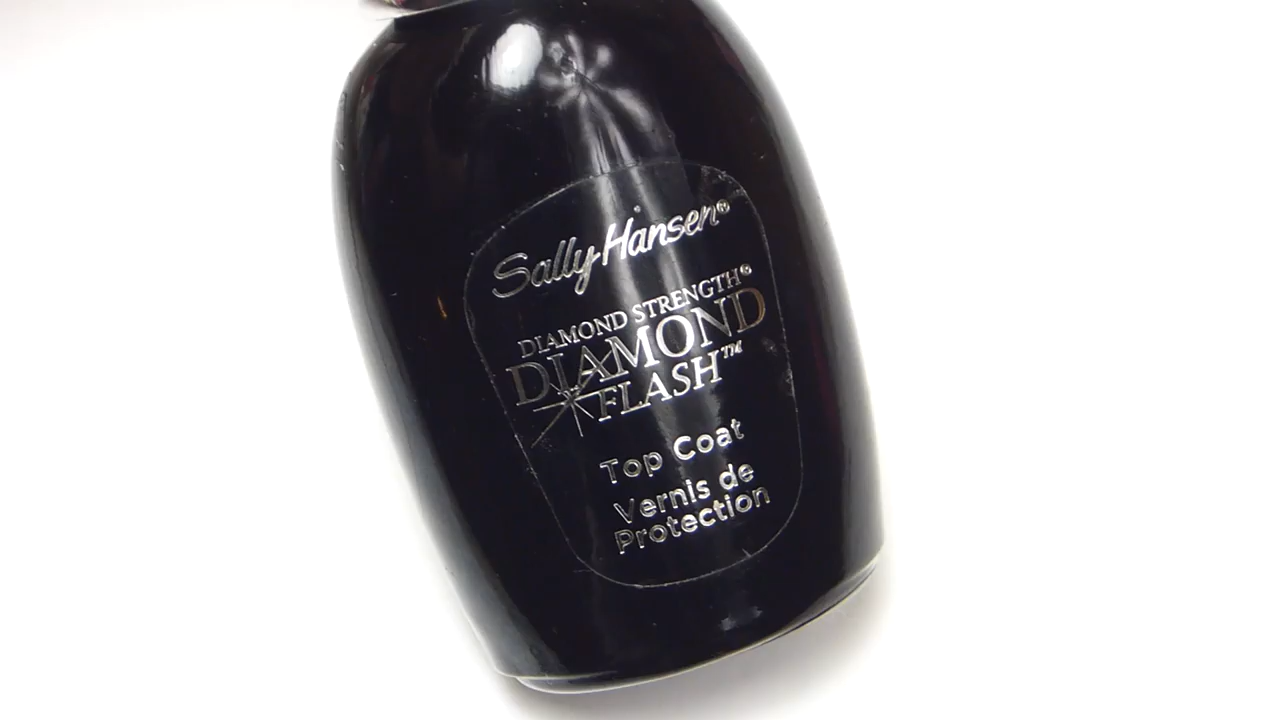 Sally Hansen®
DIAMOND STRENGTH®
DIAMOND
FLASH™
Top Coat
Vernis de
Protection